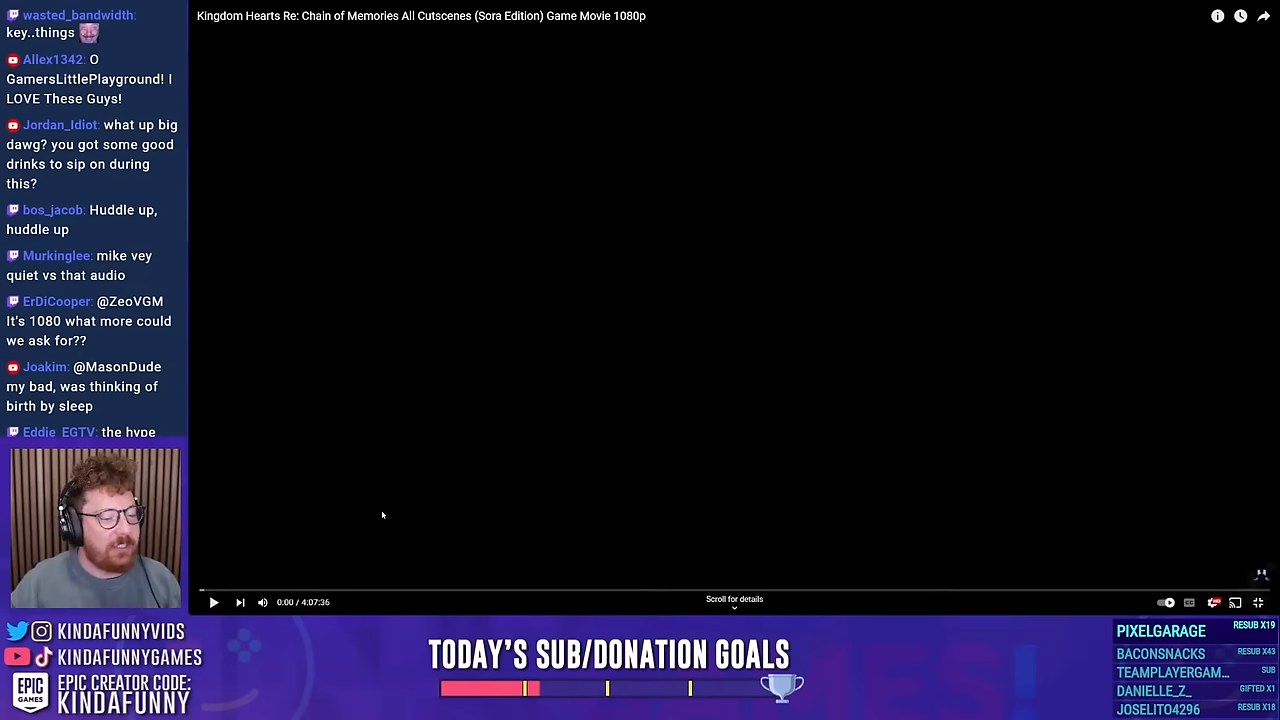 wasted_bandwidth:
key..things
Allex1342: O
GamersLittlePlayground! I
LOVE These Guys!
Jordan_Idiot: what up big
dawg? you got some good
drinks to sip on during
this?
bos_jacob: Huddle up,
huddle up
Murkinglee: mike vey
quiet vs that audio
ErDiCooper: @ZeoVGM
It's 1080 what more could
we ask for??
Joakim: @MasonDude
my bad, was thinking of
birth by sleep
Eddie_EGTV: the hype
Kingdom Hearts Re: Chain of Memories All Cutscenes (Sora Edition) Game Movie 1080p
0:00 / 4:07:36
Scroll for details
KINDAFUNNYVIDS
KINDAFUNNYGAMES
EPIC GAMES
EPIC CREATOR CODE:
KINDAFUNNY
TODAY'S SUB/DONATION GOALS
PIXELGARAGE RESUB X19
BACONSNACKS RESUB X43
TEAMPLAYERGAM... SUB
DANIELLE_Z_ GIFTED X1
JOSELITO4296 RESUB X18